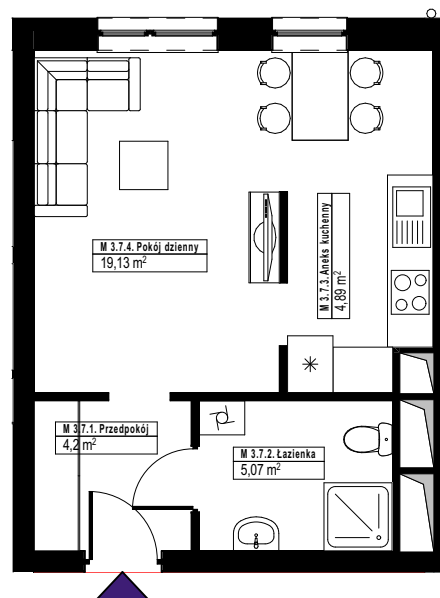 M 3.7.4. Pokój dzienny
19,13 m²
M 3.7.3. Aneks kuchenny
4,89 m²
M 3.7.1. Przedpokój
4,2 m²
M 3.7.2. Łazienka
5,07 m²